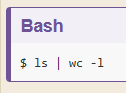 Bash
$ ls | wc -l